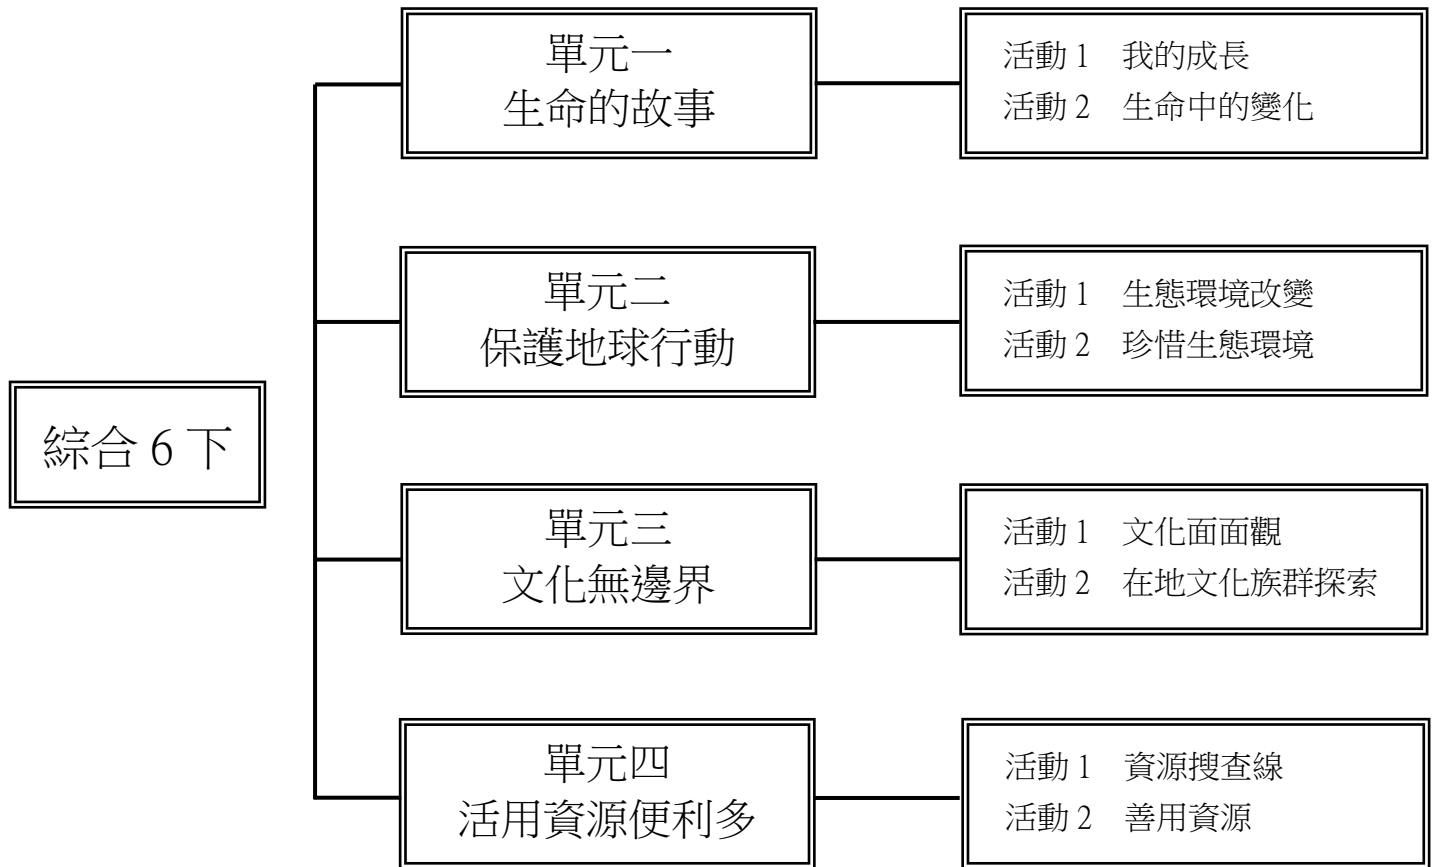 綜合 6 下
單元一
生命的故事
活動 1　我的成長
活動 2　生命中的變化
單元二
保護地球行動
活動 1　生態環境改變
活動 2　珍惜生態環境
單元三
文化無邊界
活動 1　文化面面觀
活動 2　在地文化族群探索
單元四
活用資源便利多
活動 1　資源搜查線
活動 2　善用資源